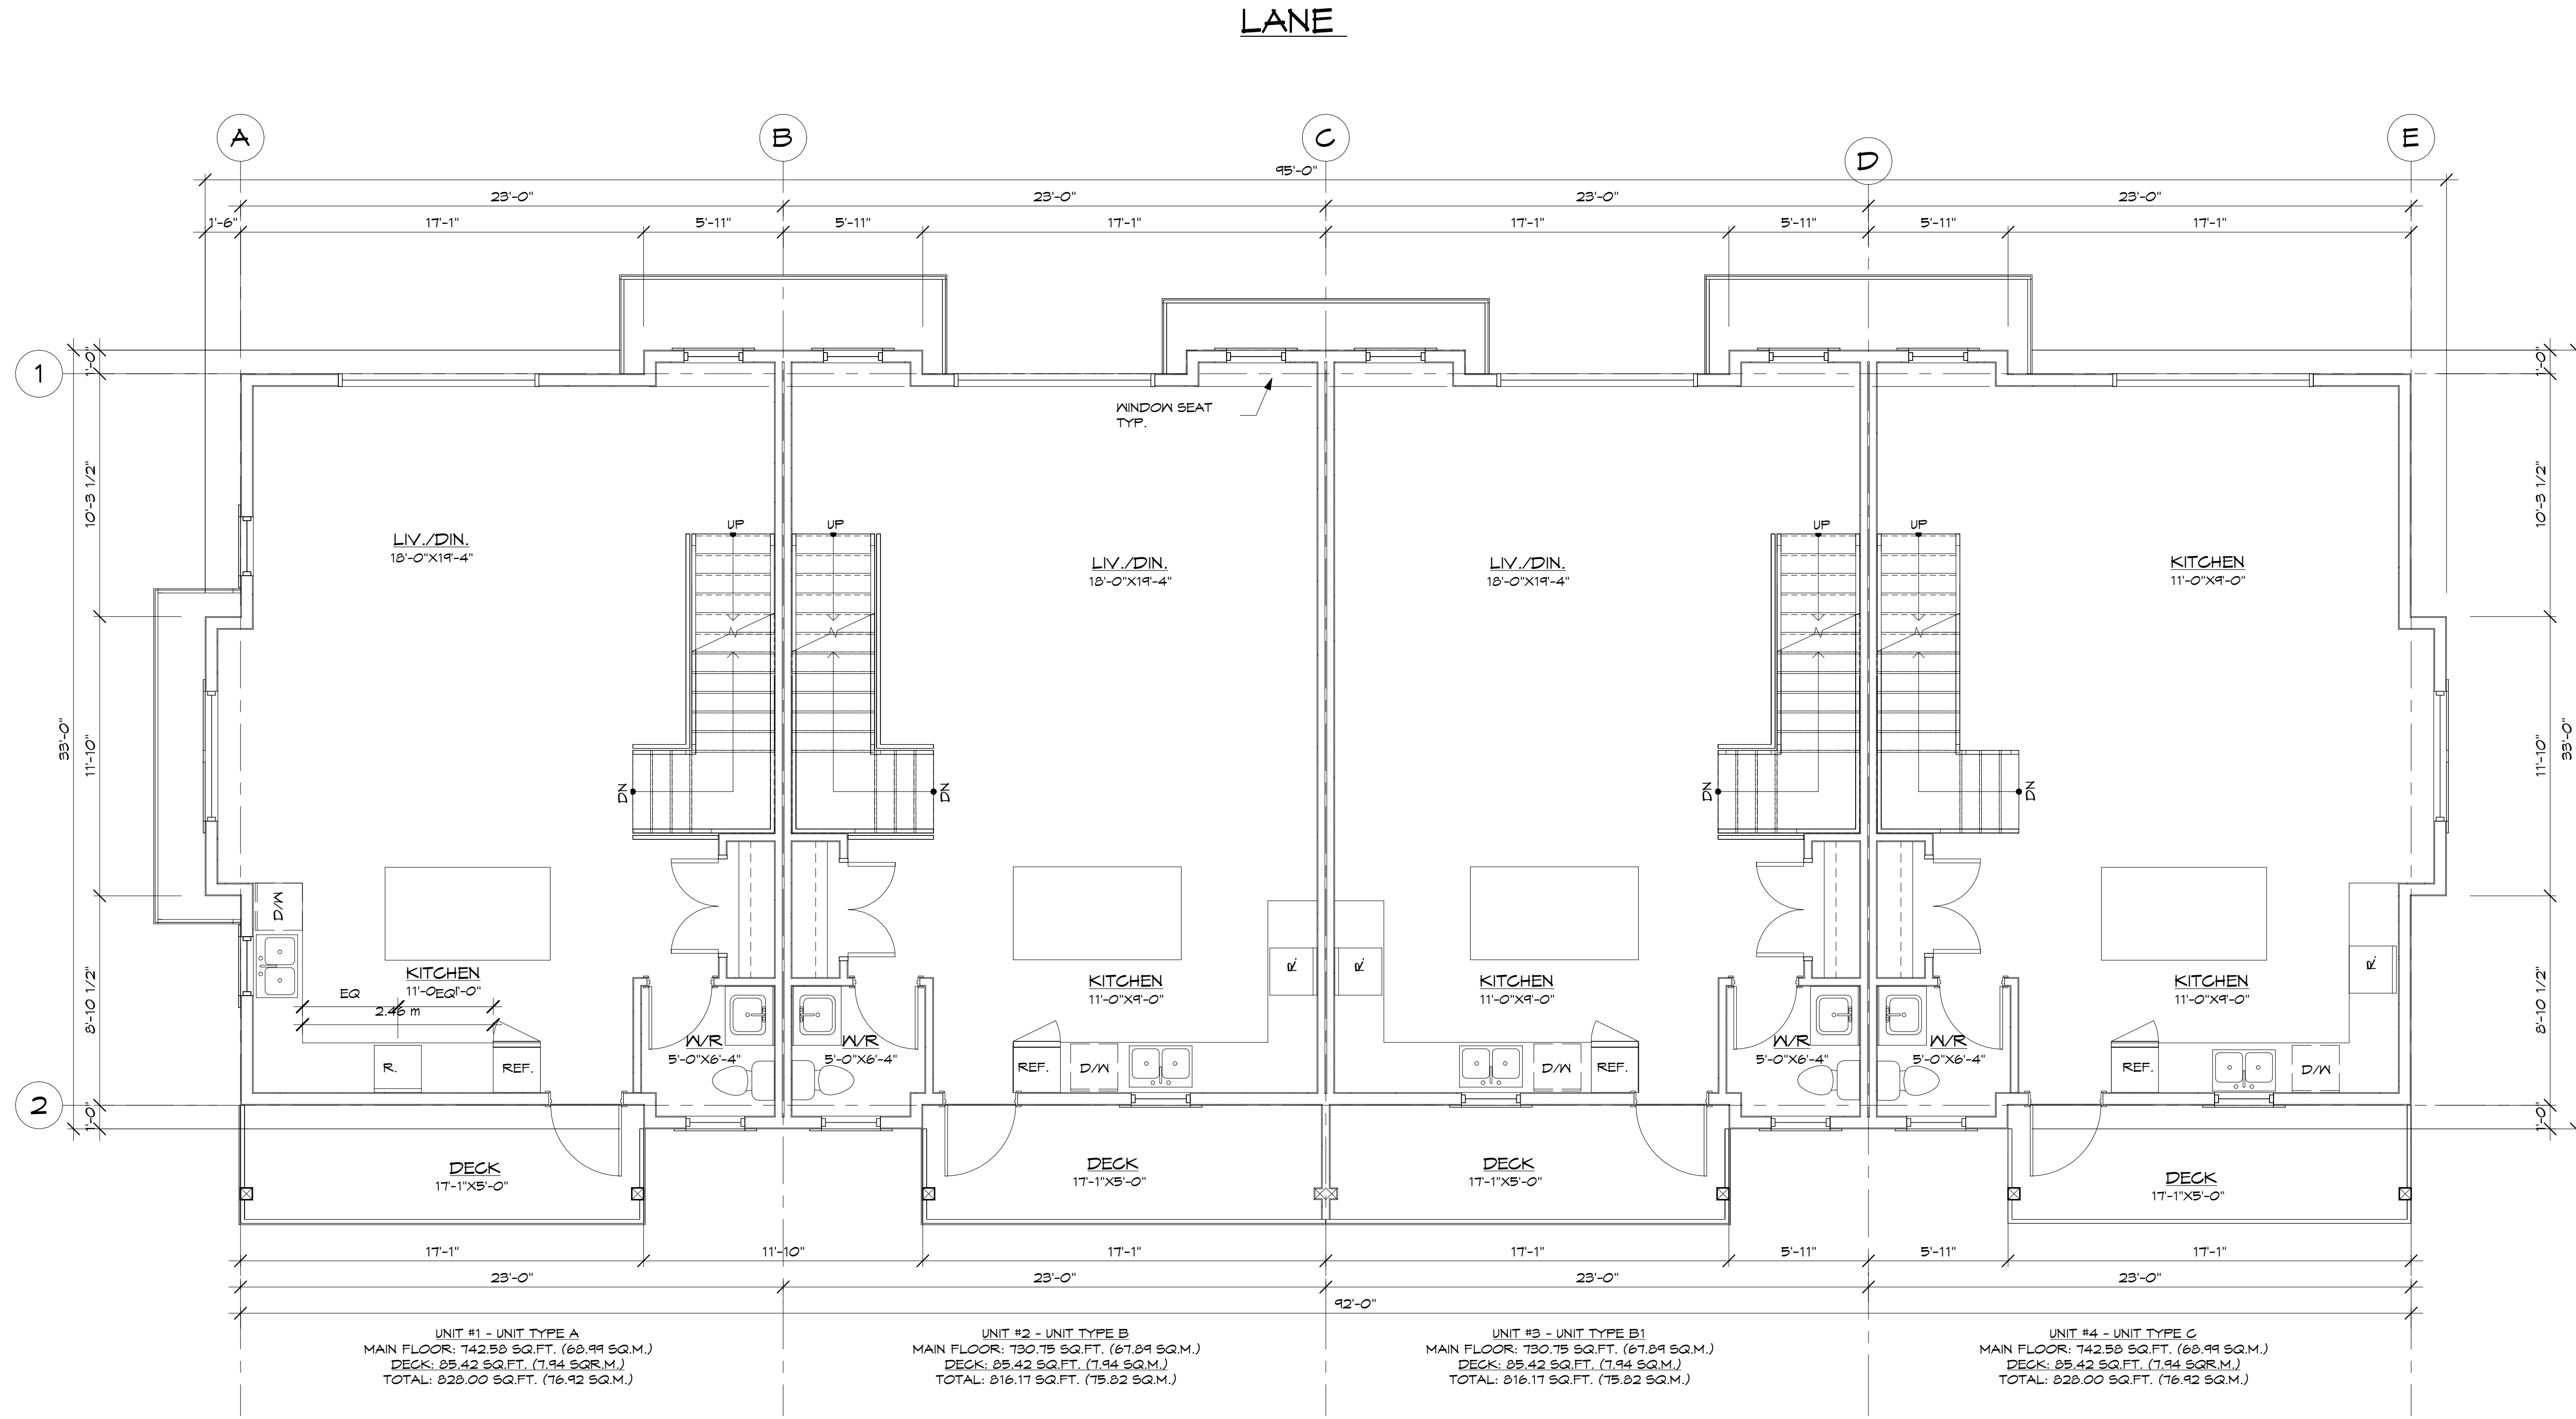 LANE
A
B
C
D
E
95'-0"
23'-0"
23'-0"
23'-0"
23'-0"
1'-6"
17'-1"
5'-11"
5'-11"
17'-1"
17'-1"
5'-11"
5'-11"
17'-1"
1
1'-0"
1'-0"
WINDOW SEAT
TYP.
10'-3 1/2"
10'-3 1/2"
UP
UP
UP
UP
LIV./DIN.
18'-0"X19'-4"
LIV./DIN.
18'-0"X19'-4"
LIV./DIN.
18'-0"X19'-4"
KITCHEN
11'-0"X9'-0"
33'-0"
11'-10"
11'-10"
33'-0"
DN
DN
DN
DN
D/W
KITCHEN
EQ
EQ
2.46 m
R.
REF.
8'-10 1/2"
W/R
5'-0"X6'-4"
W/R
5'-0"X6'-4"
KITCHEN
11'-0"X9'-0"
R.
REF.
D/W
KITCHEN
11'-0"X9'-0"
R.
D/W
REF.
W/R
5'-0"X6'-4"
W/R
5'-0"X6'-4"
KITCHEN
11'-0"X9'-0"
R.
REF.
D/W
8'-10 1/2"
2
1'-0"
1'-0"
DECK
17'-1"X5'-0"
DECK
17'-1"X5'-0"
DECK
17'-1"X5'-0"
DECK
17'-1"X5'-0"
17'-1"
11'-10"
17'-1"
17'-1"
5'-11"
5'-11"
17'-1"
23'-0"
23'-0"
23'-0"
23'-0"
92'-0"
UNIT #1 - UNIT TYPE A
MAIN FLOOR: 742.58 SQ.FT. (68.99 SQ.M.)
DECK: 85.42 SQ.FT. (7.94 SQR.M.)
TOTAL: 828.00 SQ.FT. (76.92 SQ.M.)
UNIT #2 - UNIT TYPE B
MAIN FLOOR: 730.75 SQ.FT. (67.89 SQ.M.)
DECK: 85.42 SQ.FT. (7.94 SQ.M.)
TOTAL: 816.17 SQ.FT. (75.82 SQ.M.)
UNIT #3 - UNIT TYPE B1
MAIN FLOOR: 730.75 SQ.FT. (67.89 SQ.M.)
DECK: 85.42 SQ.FT. (7.94 SQ.M.)
TOTAL: 816.17 SQ.FT. (75.82 SQ.M.)
UNIT #4 - UNIT TYPE C
MAIN FLOOR: 742.58 SQ.FT. (68.99 SQ.M.)
DECK: 85.42 SQ.FT. (7.94 SQR.M.)
TOTAL: 828.00 SQ.FT. (76.92 SQ.M.)